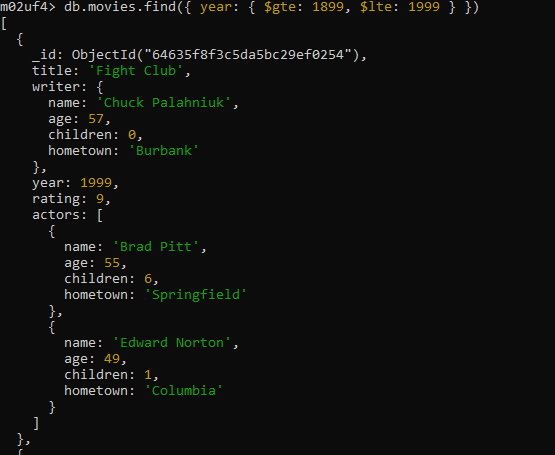 m02uf4> db.movies.find({ year: { $gte: 1899, $lte: 1999 } })
[
  {
    _id: ObjectId("64635f8f3c5da5bc29ef0254"),
    title: 'Fight Club',
    writer: {
      name: 'Chuck Palahniuk',
      age: 57,
      children: 0,
      hometown: 'Burbank'
    },
    year: 1999,
    rating: 9,
    actors: [
      {
        name: 'Brad Pitt',
        age: 55,
        children: 6,
        hometown: 'Springfield'
      },
      {
        name: 'Edward Norton',
        age: 49,
        children: 1,
        hometown: 'Columbia'
      }
    ]
  },
  {